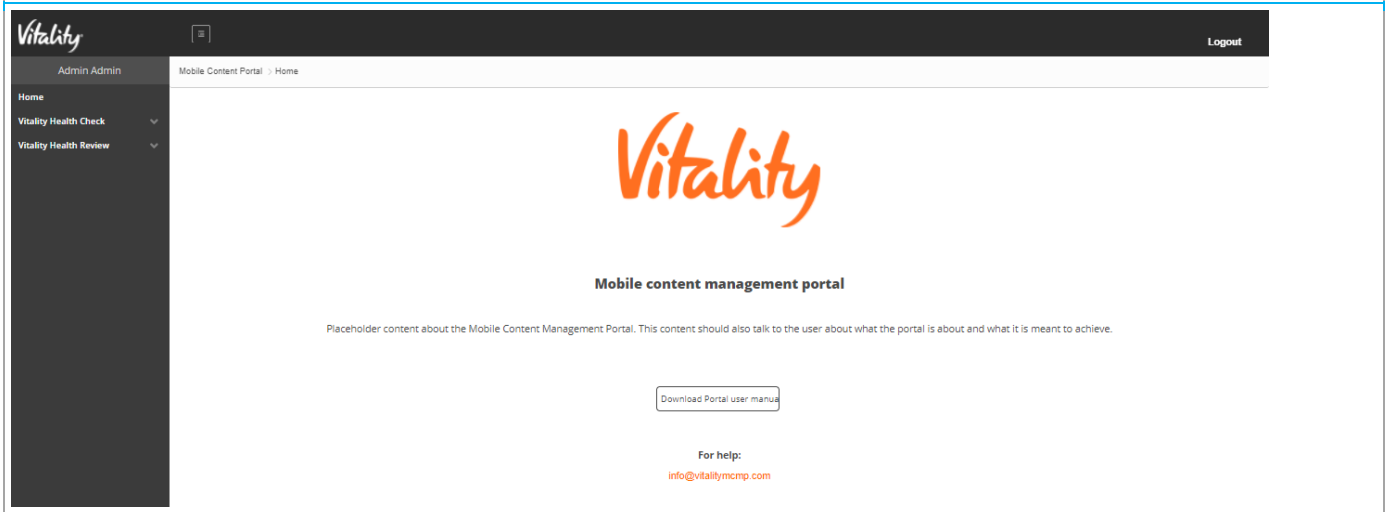 Vitality
Logout
Admin Admin
Mobile Content Portal > Home
Home
Vitality Health Check
Vitality Health Review
Vitality
Mobile content management portal
Placeholder content about the Mobile Content Management Portal. This content should also talk to the user about what the portal is about and what it is meant to achieve.
Download Portal user manua
For help:
info@vitalitymcmp.com